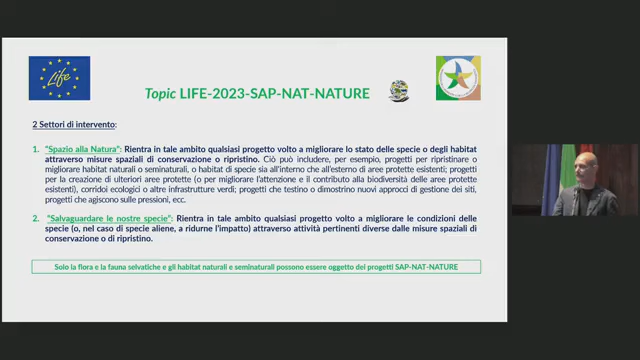 Life
Topic LIFE-2023-SAP-NAT-NATURE
2 Settori di intervento:
1. "Spazio alla Natura": Rientra in tale ambito qualsiasi progetto volto a migliorare lo stato delle specie o degli habitat
attraverso misure spaziali di conservazione o ripristino. Ciò può includere, per esempio, progetti per ripristinare o
migliorare habitat naturali o seminaturali, o habitat di specie sia all'interno che all'esterno di aree protette esistenti; progetti
per la creazione di ulteriori aree protette (o per migliorare l'attenzione e il contributo alla biodiversità delle aree protette
esistenti), corridoi ecologici o altre infrastrutture verdi; progetti che testino o dimostrino nuovi approcci di gestione dei siti,
progetti che agiscono sulle pressioni, ecc.
2. "Salvaguardare le nostre specie": Rientra in tale ambito qualsiasi progetto volto a migliorare le condizioni delle
specie (o, nel caso di specie aliene, a ridurne l'impatto) attraverso attività pertinenti diverse dalle misure spaziali di
conservazione o di ripristino.
Solo la flora e la fauna selvatiche e gli habitat naturali e seminaturali possono essere oggetto dei progetti SAP-NAT-NATURE